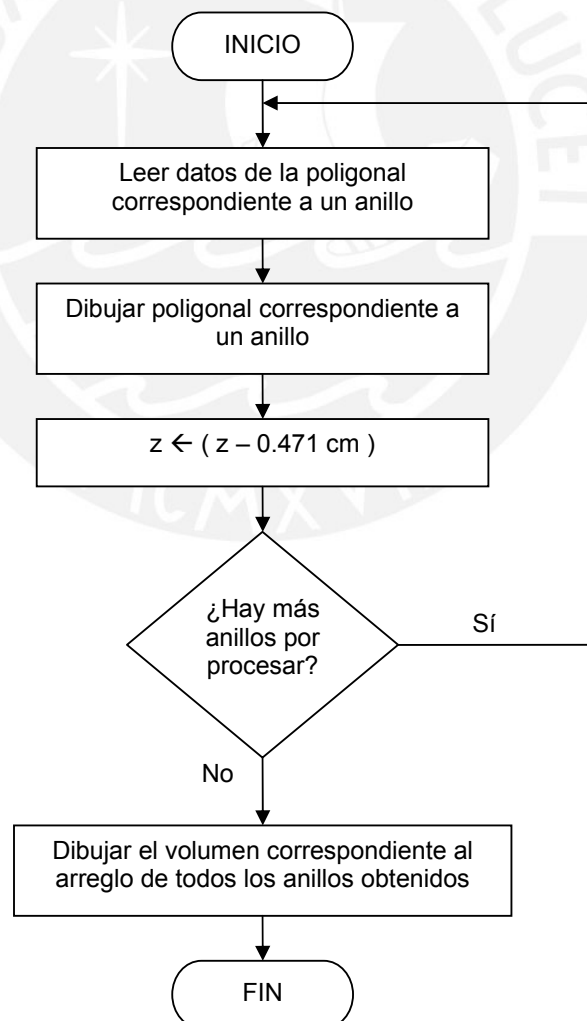 INICIO
Leer datos de la poligonal
correspondiente a un anillo
Dibujar poligonal correspondiente a
un anillo
z ← ( z – 0.471 cm )
¿Hay más
anillos por
procesar?
Sí
No
Dibujar el volumen correspondiente al
arreglo de todos los anillos obtenidos
FIN
LUCET